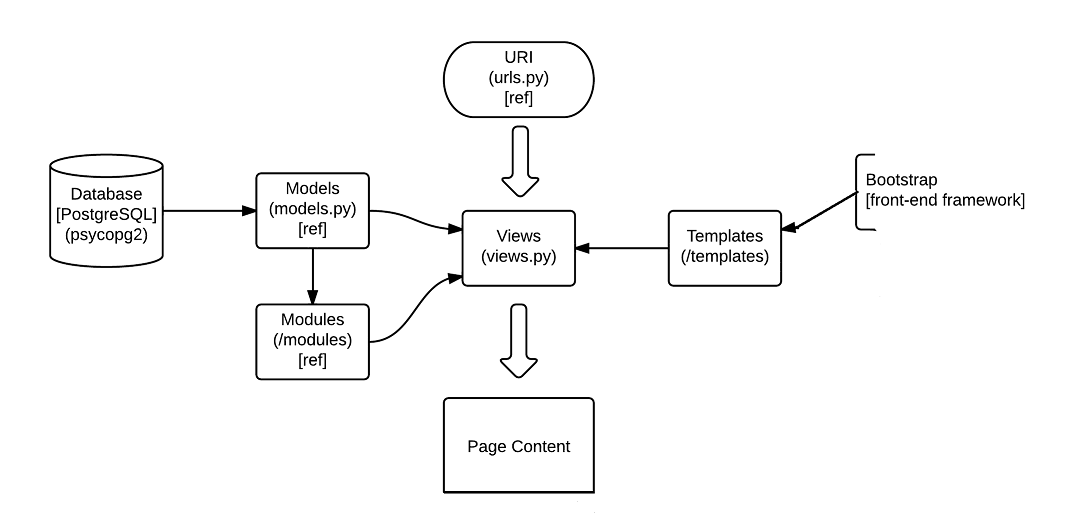 URI
(urls.py)
[ref]
Database
[PostgreSQL]
(psycopg2)
Models
(models.py)
[ref]
Views
(views.py)
Templates
(/templates)
Bootstrap
[front-end framework]
Modules
(/modules)
[ref]
Page Content